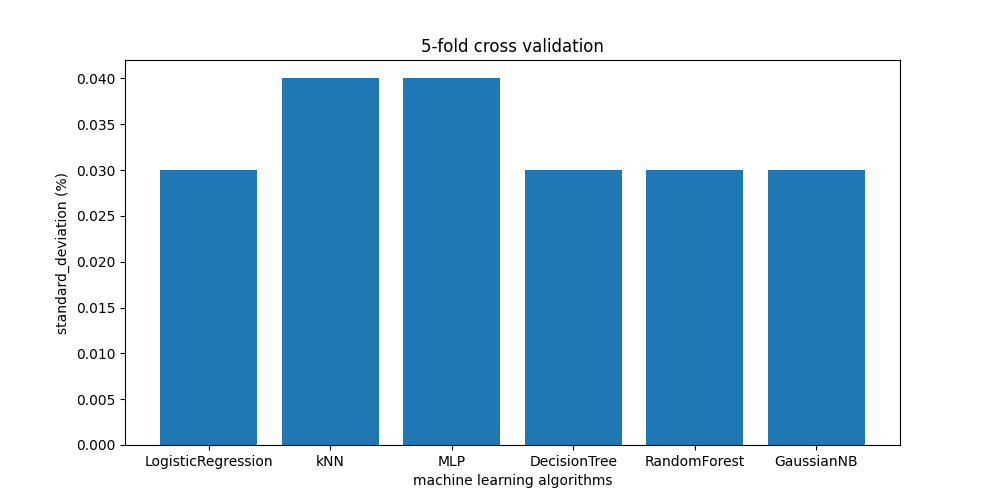 5-fold cross validation
standard_deviation (%)
0.040
0.035
0.030
0.025
0.020
0.015
0.010
0.005
0.000
LogisticRegression kNN MLP DecisionTree RandomForest GaussianNB
machine learning algorithms